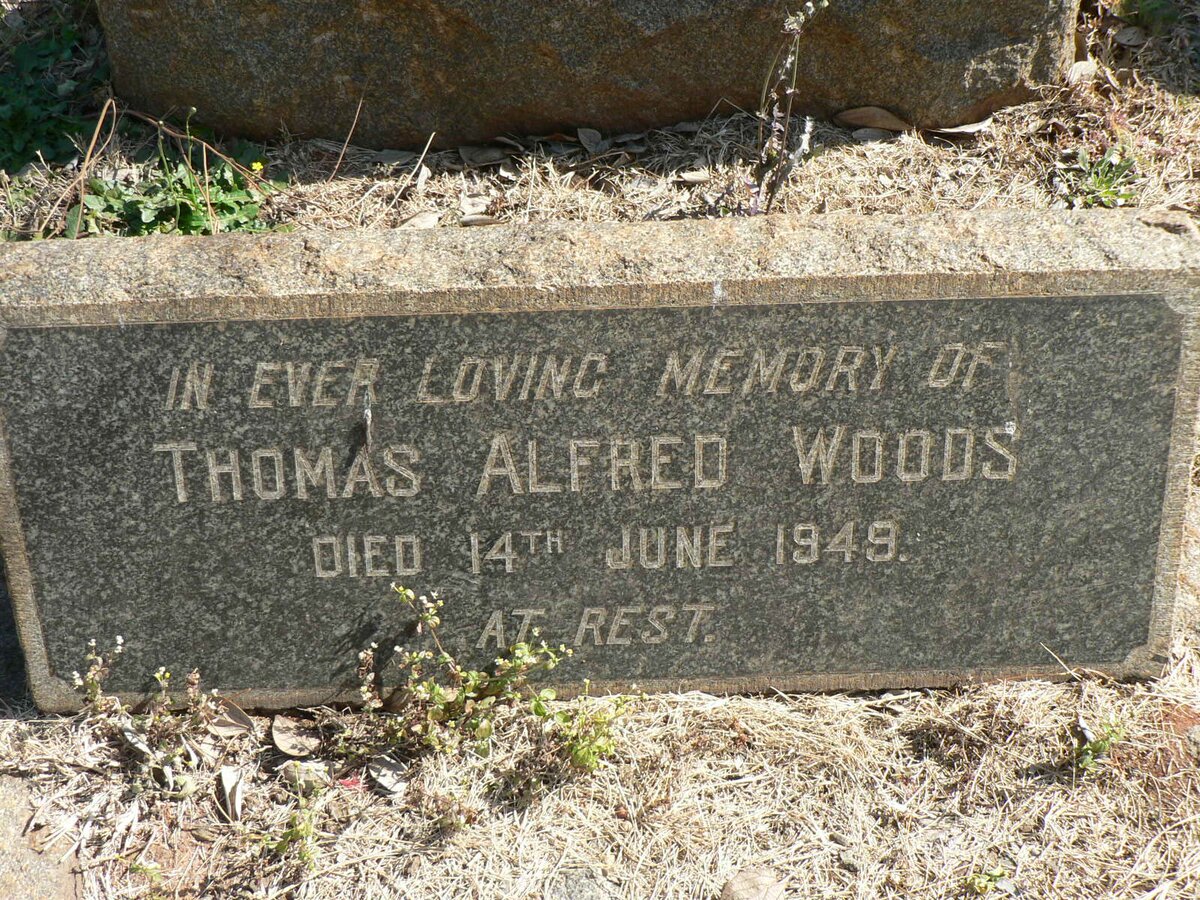 IN EVER LOVING MEMORY OF
THOMAS ALFRED WOODS
DIED 14TH JUNE 1949.
AT REST.